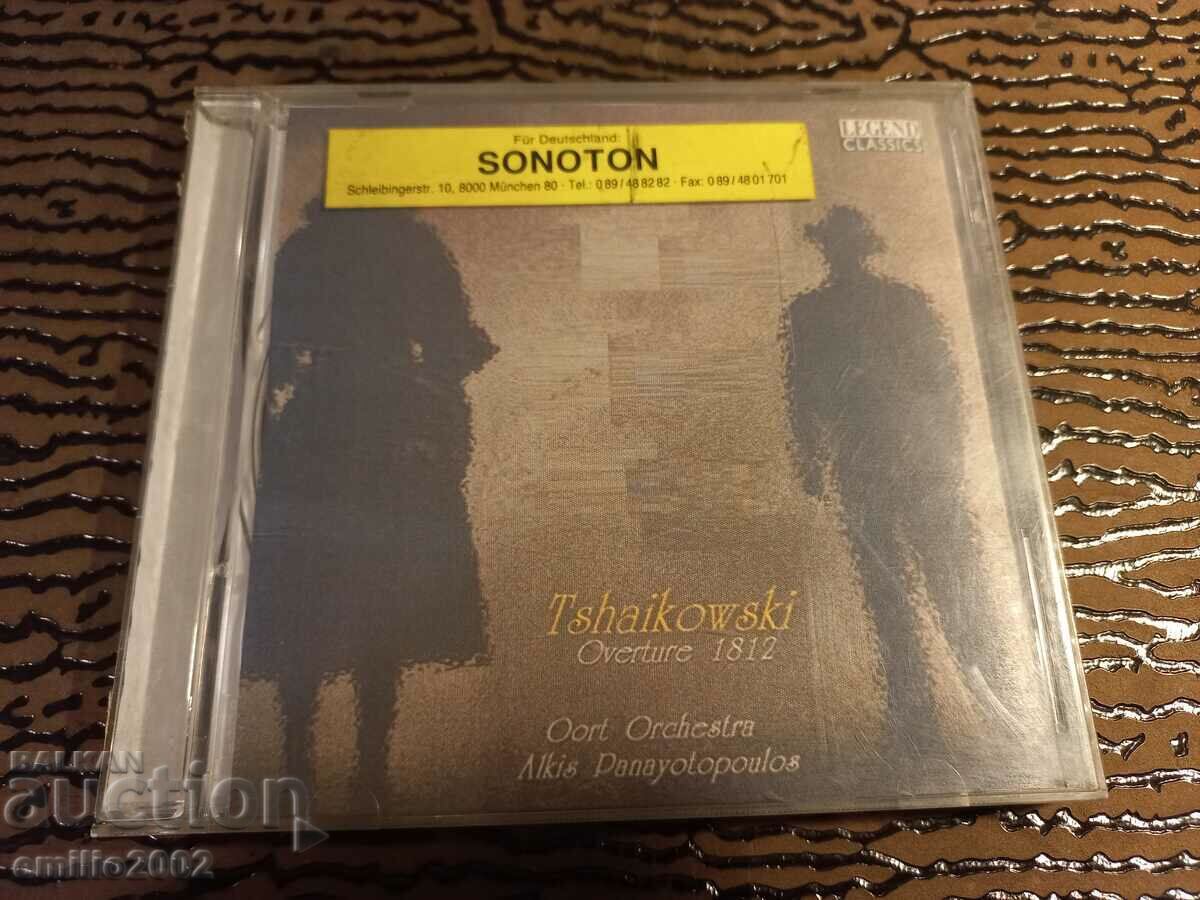 Für Deutschland:
SONOTON
Schleibingerstr. 10, 8000 München 80 · Tel.: 0 89 / 48 82 82 · Fax: 0 89 / 48 01 701
LEGEND
CLASSICS
Tshaikowski
Overture 1812
Oort Orchestra
Alkis Panayotopoulos
BALKAN
auction
emilio2002